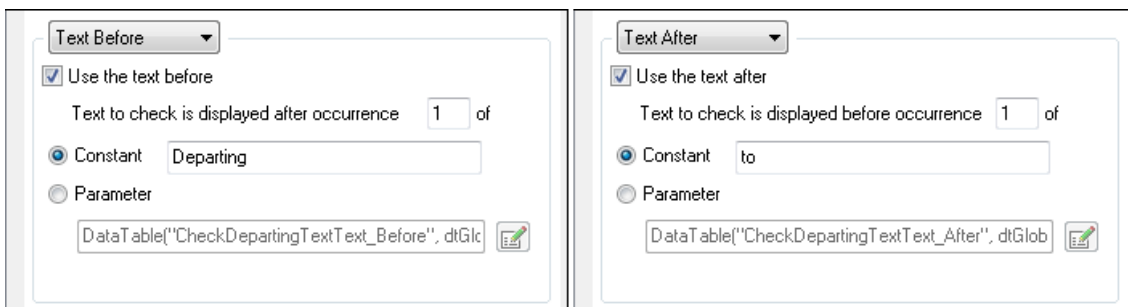 Text Before
Use the text before
Text to check is displayed after occurrence 1 of
Constant Departing
Parameter
DataTable("CheckDepartingTextText_Before", dtGlo
Text After
Use the text after
Text to check is displayed before occurrence 1 of
Constant to
Parameter
DataTable("CheckDepartingTextText_After", dtGlob